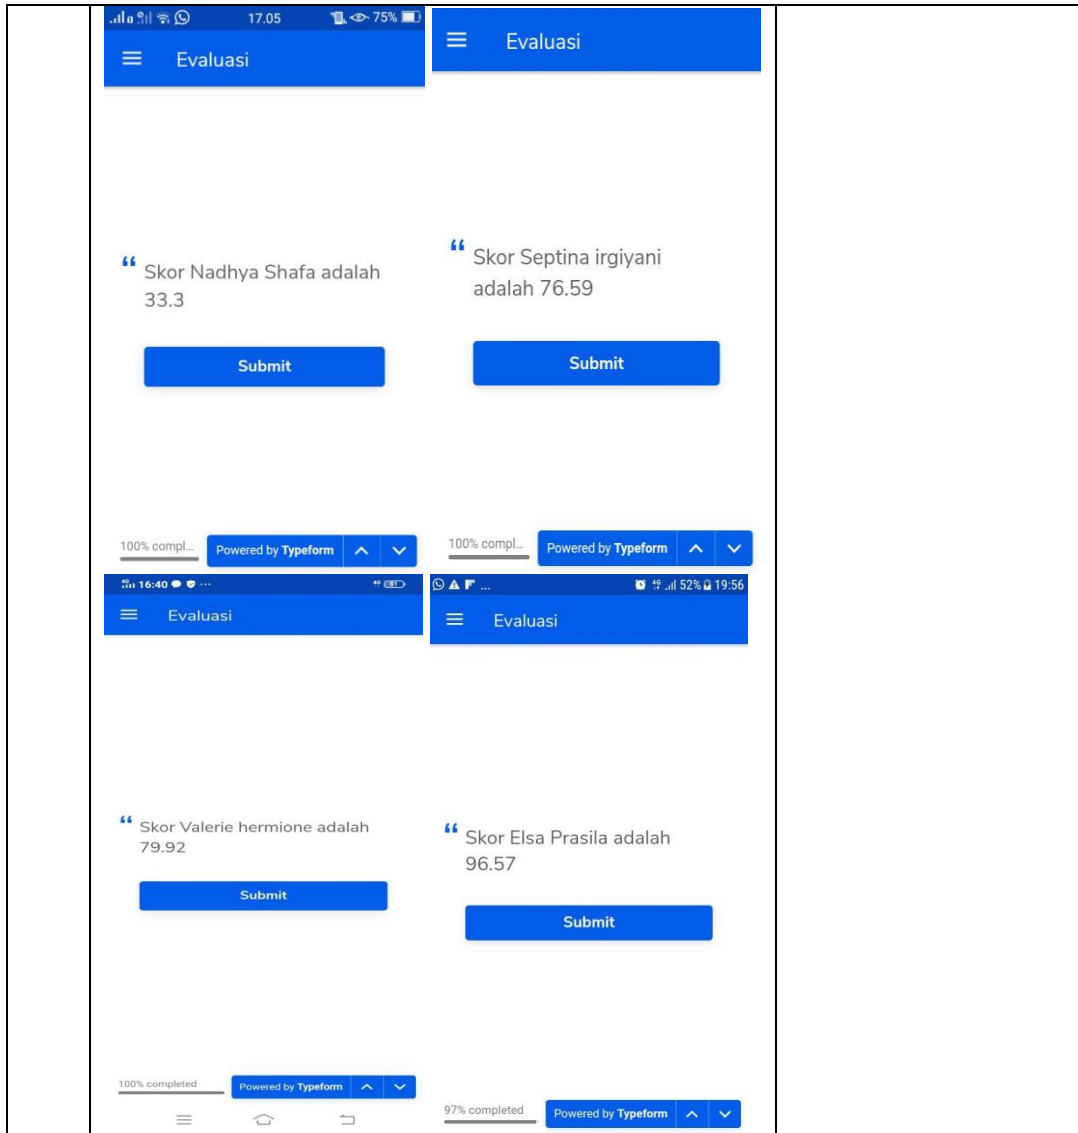 17.05
75%
Evaluasi
Skor Nadhya Shafa adalah
33.3
Submit
100% compl...
Powered by Typeform
Evaluasi
Skor Septina irgiyani
adalah 76.59
Submit
100% compl...
Powered by Typeform
16:40 ...
Evaluasi
Skor Valerie hermione adalah
79.92
Submit
100% completed
Powered by Typeform
... 52% 19:56
Evaluasi
Skor Elsa Prasila adalah
96.57
Submit
97% completed
Powered by Typeform